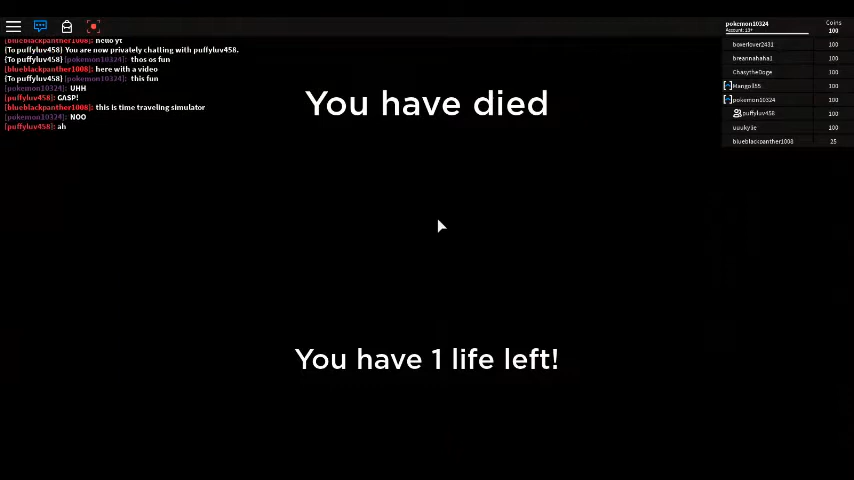 [blueblackpanther1008]: hello yt
{To puffyluv458} You are now privately chatting with puffyluv458.
{To puffyluv458} [pokemon10324]: thos os fun
[blueblackpanther1008]: here with a video
{To puffyluv458} [pokemon10324]: this fun
[pokemon10324]: UHH
[puffyluv458]: GASP!
[blueblackpanther1008]: this is time traveling simulator
[pokemon10324]: NOO
[puffyluv458]: ah
You have died
You have 1 life left!
pokemon10324 Coins
Account: 13+ 100
boxerlover2431 100
breannahaha1 100
ChasytheDoge 100
100
pokemon10324 100
puffyluv458 100
uuukylie 100
blueblackpanther1008 25